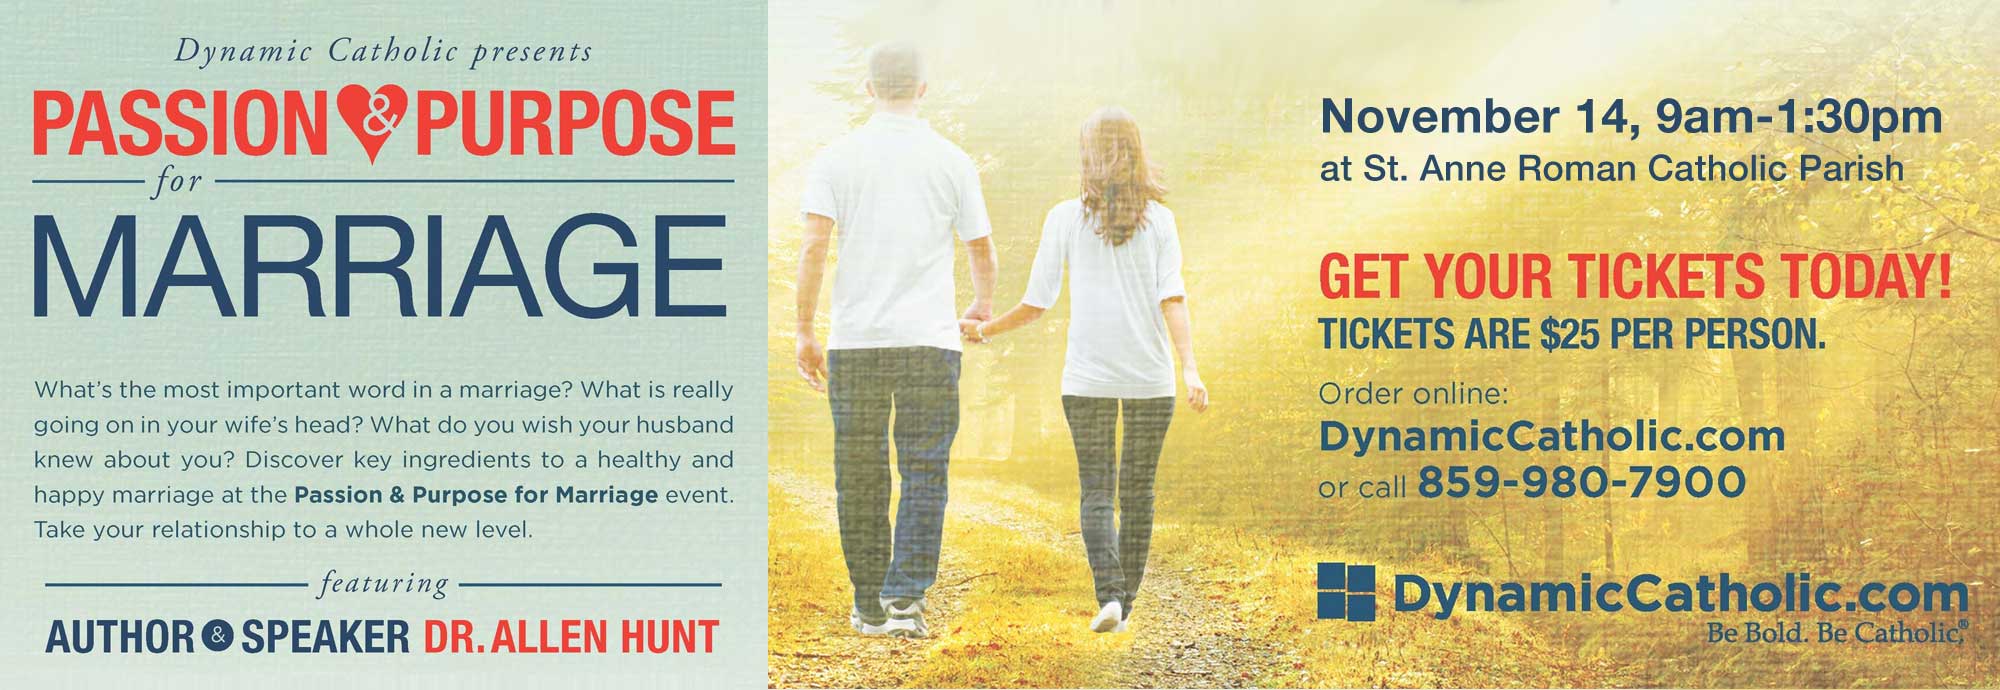 Dynamic Catholic presents
PASSION & PURPOSE
for
MARRIAGE
What's the most important word in a marriage? What is really
going on in your wife's head? What do you wish your husband
knew about you? Discover key ingredients to a healthy and
happy marriage at the Passion & Purpose for Marriage event.
Take your relationship to a whole new level.
featuring
AUTHOR & SPEAKER DR. ALLEN HUNT
November 14, 9am-1:30pm
at St. Anne Roman Catholic Parish
GET YOUR TICKETS TODAY!
TICKETS ARE $25 PER PERSON.
Order online:
DynamicCatholic.com
or call 859-980-7900
DynamicCatholic.com
Be Bold. Be Catholic.®